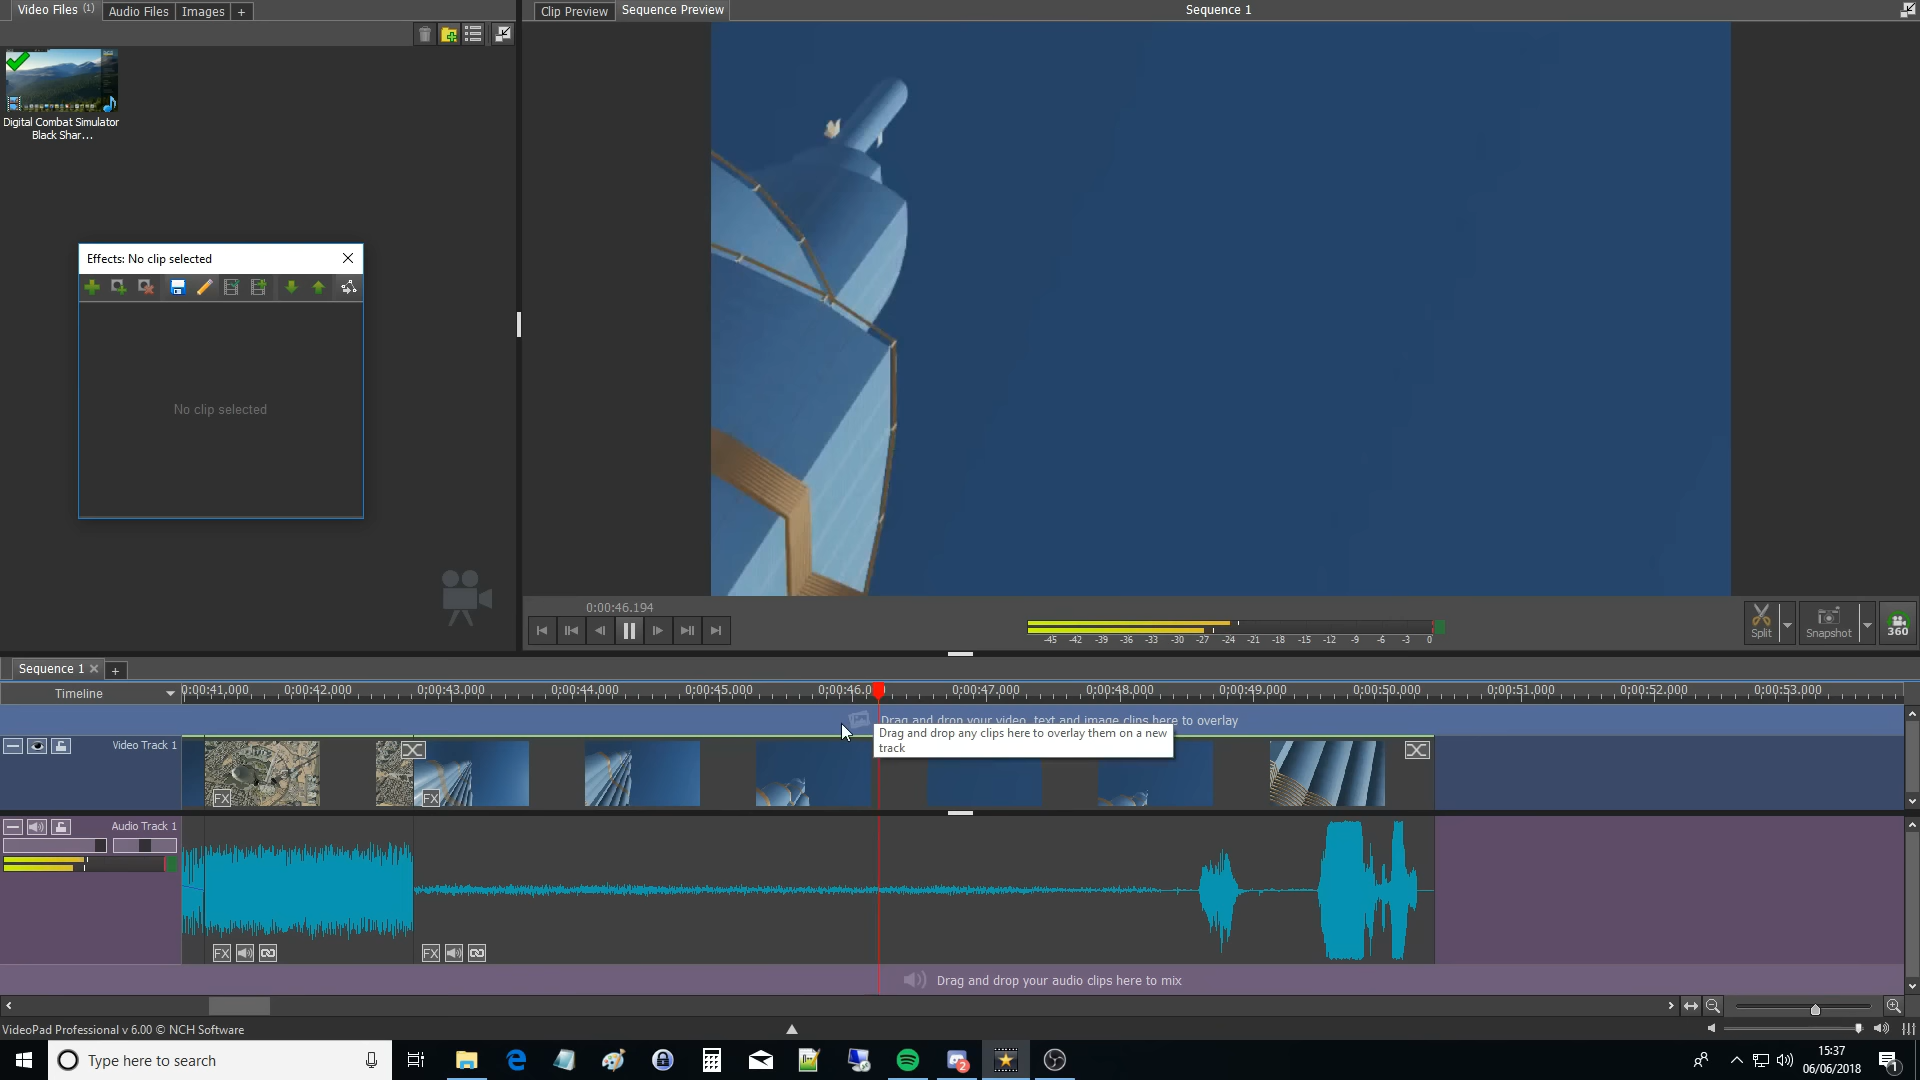 Video Files (1)
Audio Files
Images
+
Clip Preview
Sequence Preview
Sequence 1
Digital Combat Simulator
Black Shar...
Effects: No clip selected
No clip selected
0:00:46.194
-45 -42 -39 -36 -33 -30 -27 -24 -21 -18 -15 -12 -9 -6 -3 0
Split
Snapshot
360
Sequence 1
+
Timeline
0:00:41.000 0:00:42.000 0:00:43.000 0:00:44.000 0:00:45.000 0:00:46.0 0:00:47.000 0:00:48.000 0:00:49.000 0:00:50.000 0:00:51.000 0:00:52.000 0:00:53.000
Drag and drop your video, text and image clips here to overlay
Drag and drop any clips here to overlay them on a new
track
Video Track 1
FX
FX
Audio Track 1
FX
FX
Drag and drop your audio clips here to mix
VideoPad Professional v 6.00 © NCH Software
Type here to search
2
15:37
06/06/2018
1